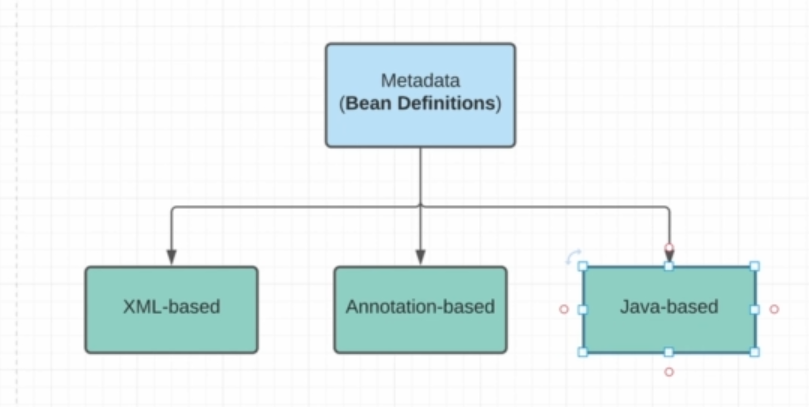 Metadata
(Bean Definitions)
XML-based
Annotation-based
Java-based